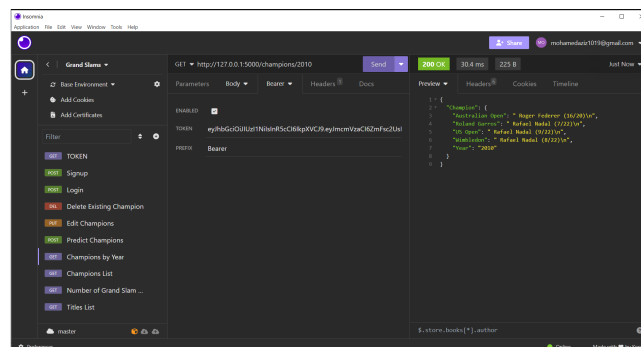 Insomnia
Application File Edit View Window Tools Help
Share
mohamedaziz1019@gmail.com
Grand Slams
GET http://127.0.0.1:5000/champions/2010
Send
200 OK
30.4 ms
225 B
Just Now
Base Environment
Add Cookies
Add Certificates
Filter
GET TOKEN
POST Signup
POST Login
DEL Delete Existing Champion
PUT Edit Champions
POST Predict Champions
GET Champions by Year
GET Champions List
GET Number of Grand Slam ...
GET Titles List
master
Parameters Body Bearer Headers Docs
ENABLED
TOKEN
PREFIX Bearer
Preview Headers Cookies Timeline
1 {
2 "Champion": {
3 "Australian Open": " Roger Federer (16/20)\n",
4 "Roland Garros": " Rafael Nadal (7/22)\n",
5 "US Open": " Rafael Nadal (9/22)\n",
6 "Wimbledon": " Rafael Nadal (8/22)\n",
7 "Year": "2010"
8 }
9 }
$.store.books[*].author
Preferences
Online